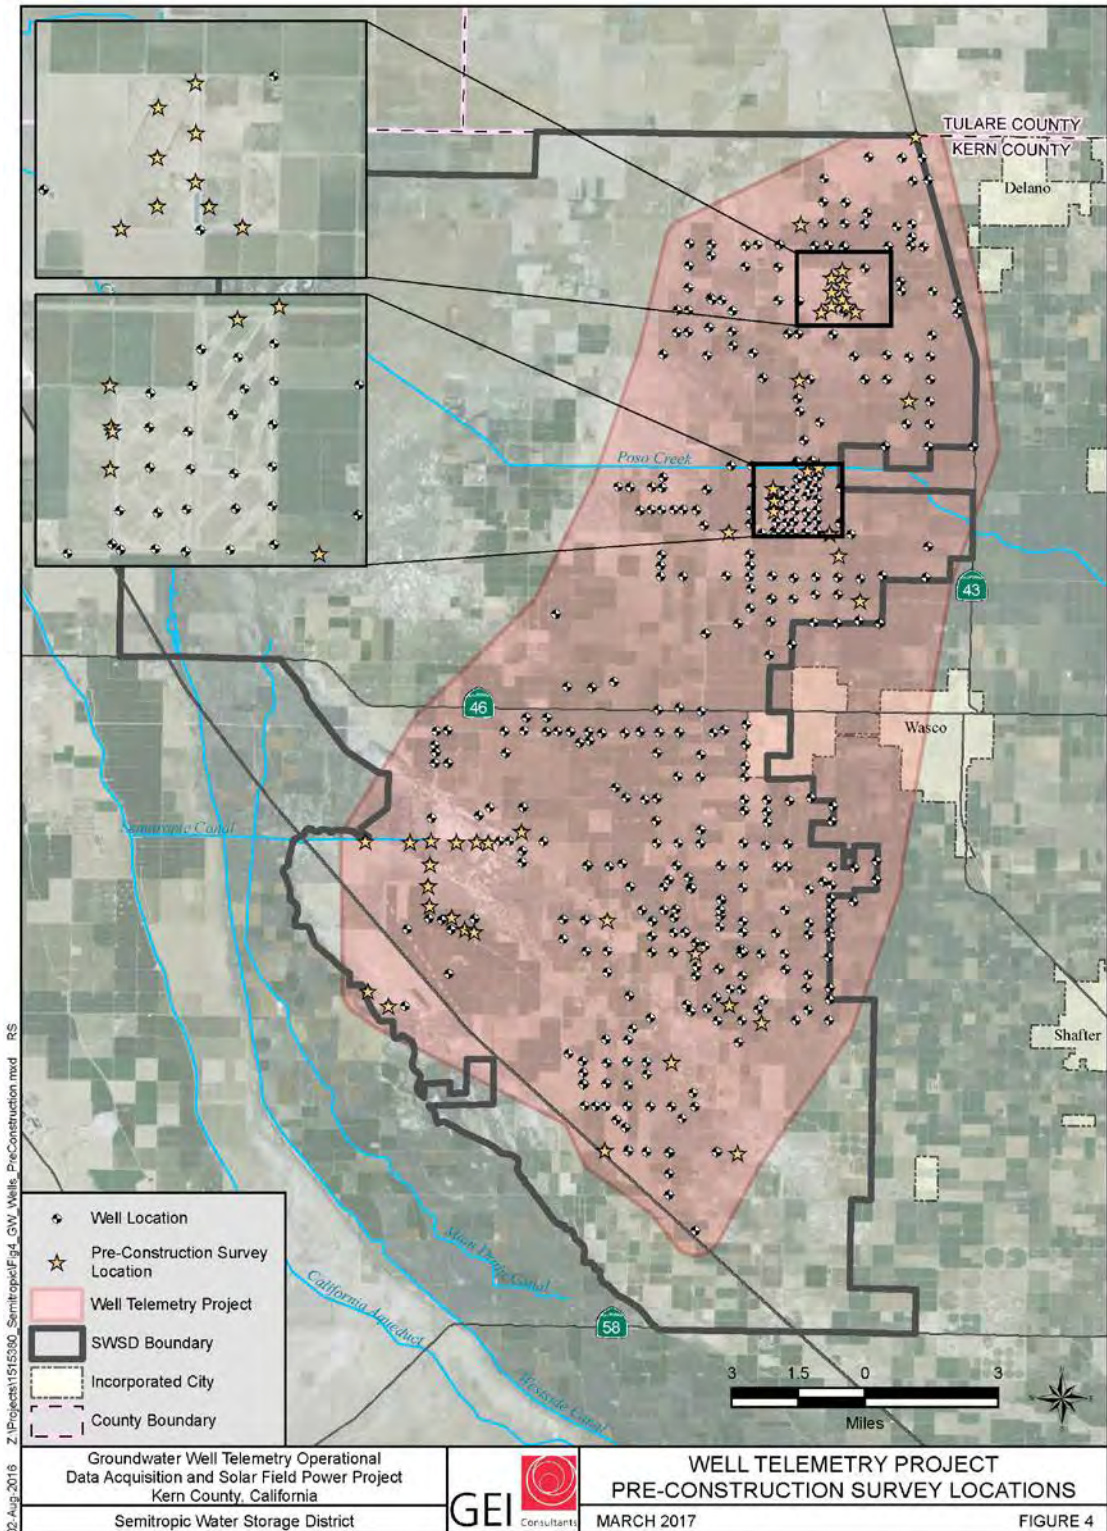 TULARE COUNTY
KERN COUNTY
Delano
Poso Creek
43
46
Wasco
Semitropic Canal
Shafter
Main Drain Canal
California Aqueduct
58
Westside Canal
Well Location
Pre-Construction Survey
Location
Well Telemetry Project
SWSD Boundary
Incorporated City
County Boundary
3 1.5 0 3
Miles
Groundwater Well Telemetry Operational
Data Acquisition and Solar Field Power Project
Kern County, California
Semitropic Water Storage District
GEI Consultants
WELL TELEMETRY PROJECT
PRE-CONSTRUCTION SURVEY LOCATIONS
MARCH 2017
FIGURE 4
02-Aug-2016 Z:\Projects\1515380_Semitropic\Fig4_GW_Wells_PreConstruction.mxd RS